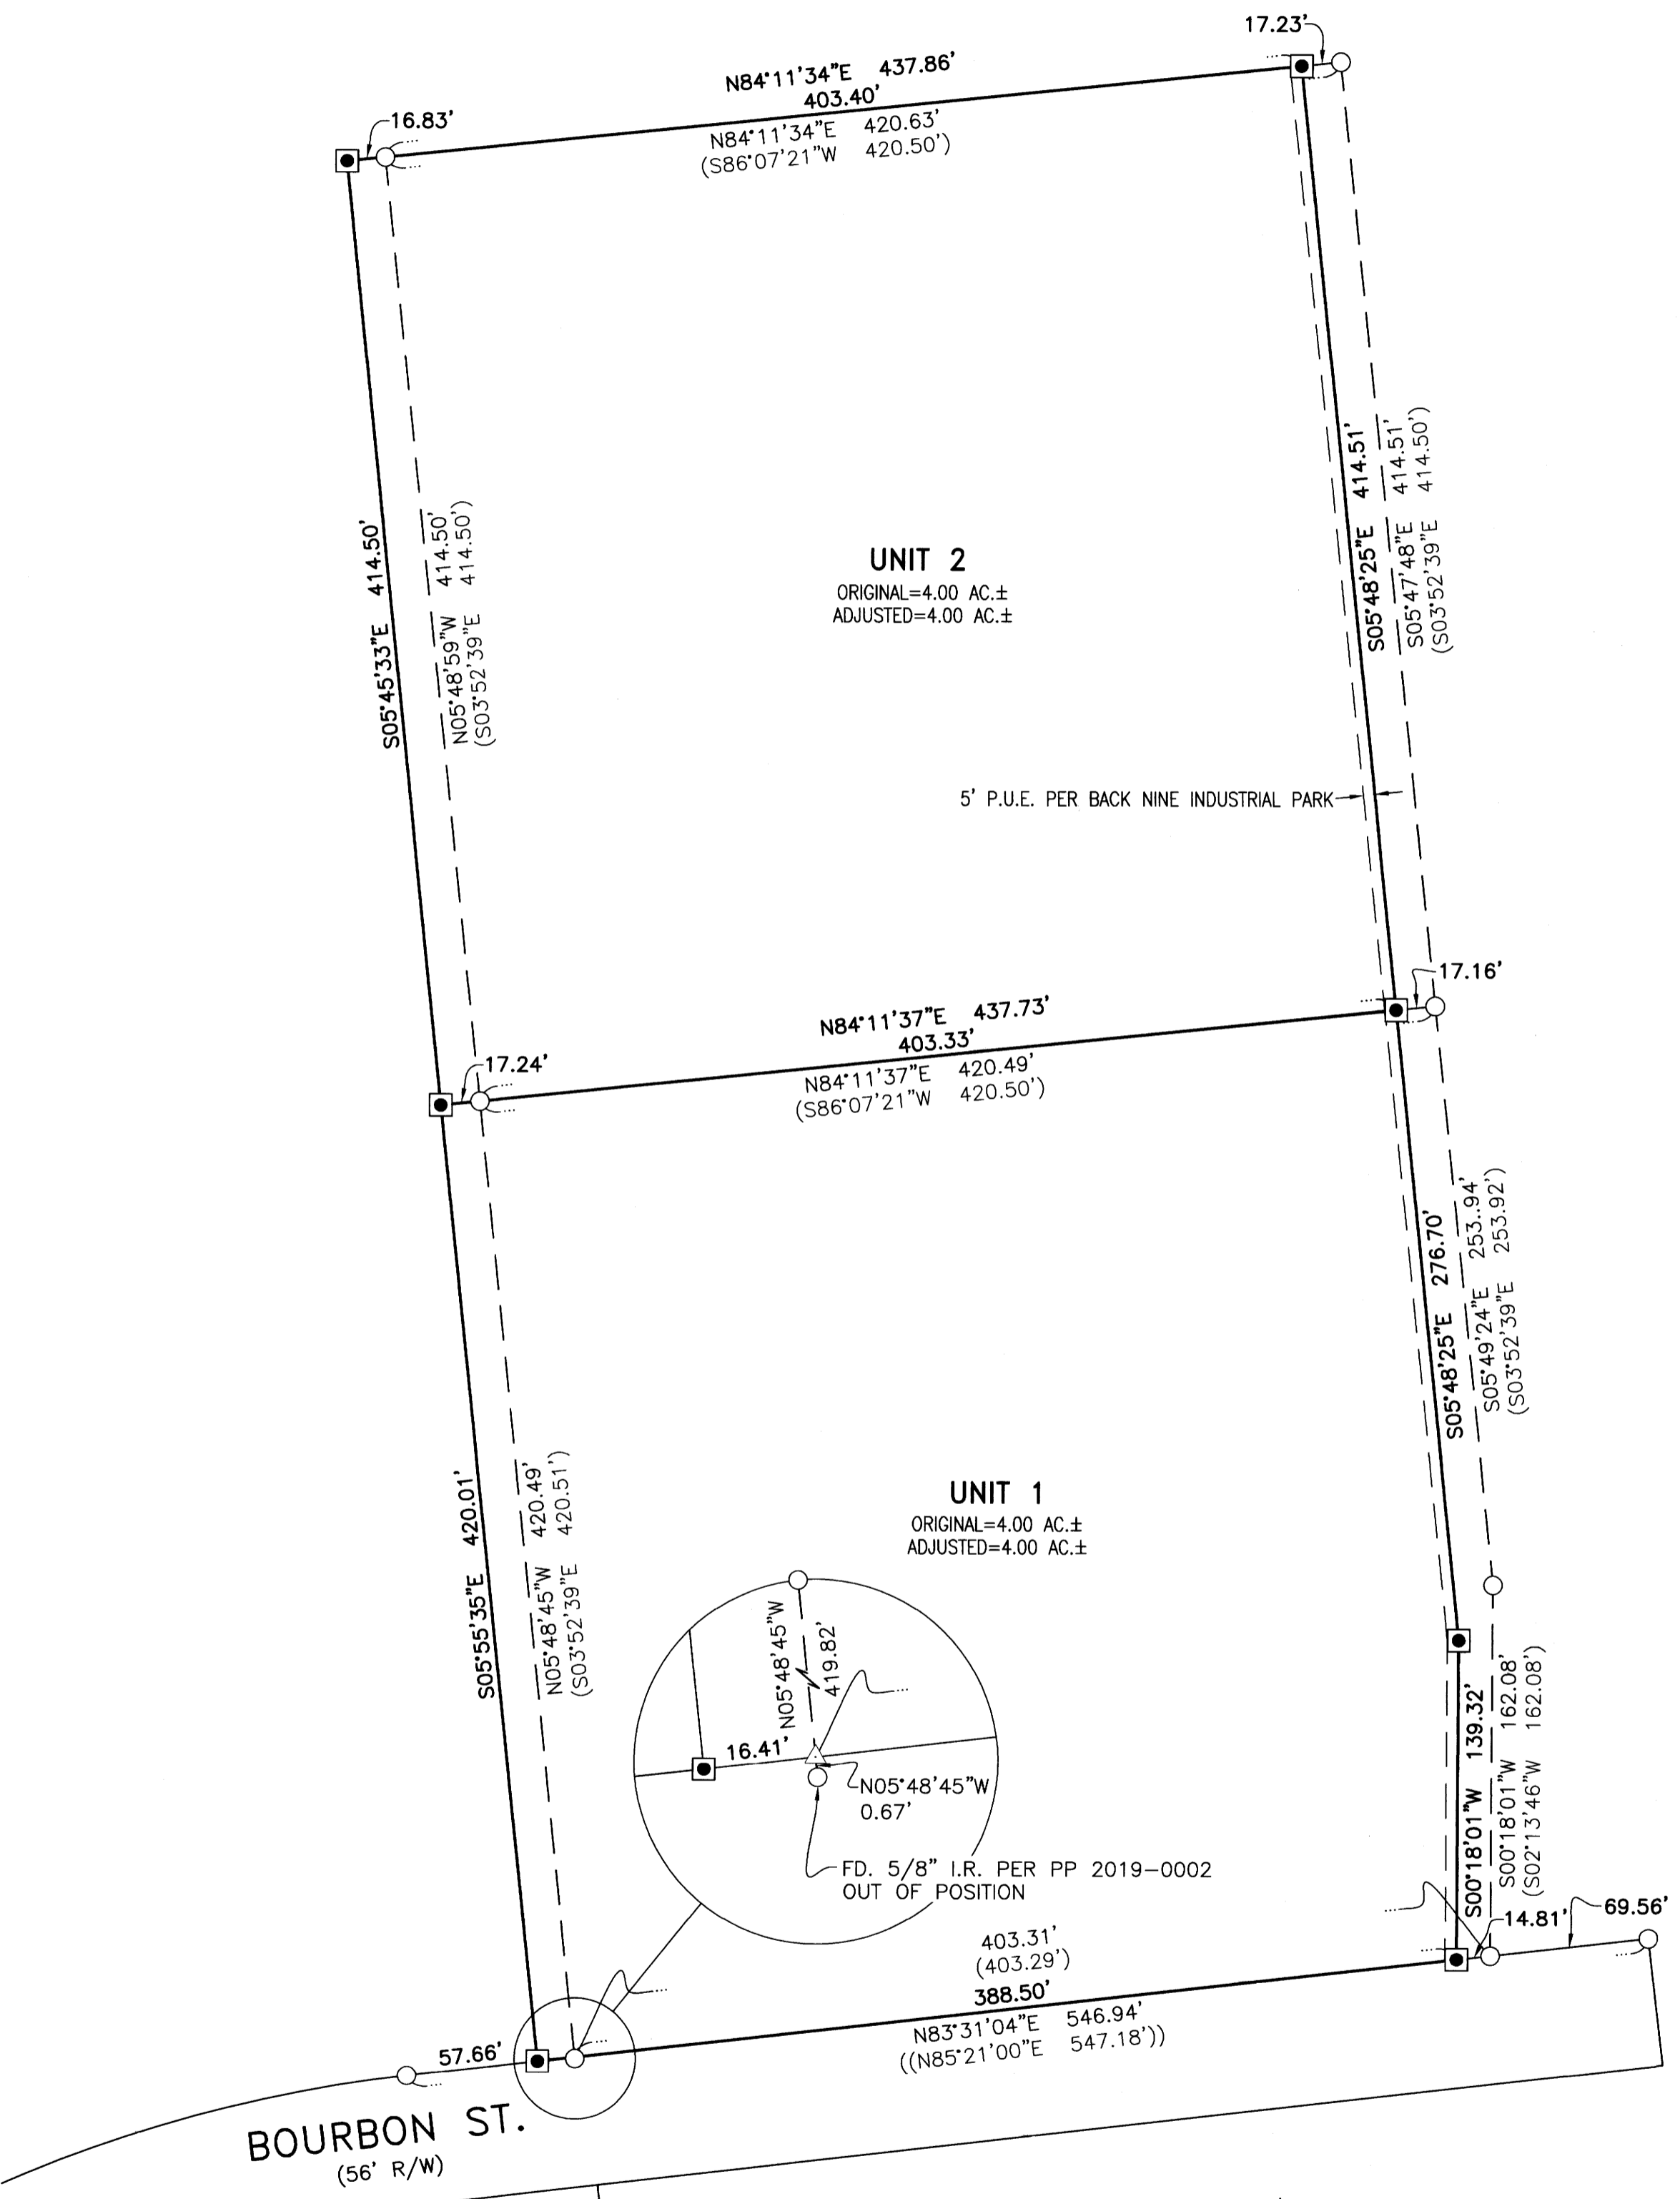 17.23'
N84°11'34"E 437.86'
403.40'
N84°11'34"E 420.63'
(S86°07'21"W 420.50')
16.83'
S05°45'33"E 414.50'
N05°48'59"W 414.50'
(S03°52'39"E 414.50')
UNIT 2
ORIGINAL=4.00 AC.±
ADJUSTED=4.00 AC.±
S05°48'25"E 414.51'
S05°47'48"E 414.51'
(S03°52'39"E 414.50')
5' P.U.E. PER BACK NINE INDUSTRIAL PARK
17.16'
N84°11'37"E 437.73'
403.33'
N84°11'37"E 420.49'
(S86°07'21"W 420.50')
17.24'
S05°48'25"E 276.70'
S05°49'24"E 253..94'
(S03°52'39"E 253.92')
S05°55'35"E 420.01'
N05°48'45"W 420.49'
(S03°52'39"E 420.51')
UNIT 1
ORIGINAL=4.00 AC.±
ADJUSTED=4.00 AC.±
N05°48'45"W
419.82'
16.41'
N05°48'45"W
0.67'
FD. 5/8" I.R. PER PP 2019-0002
OUT OF POSITION
S00°18'01"W 139.32'
S00°18'01"W 162.08'
(S02°13'46"W 162.08')
14.81'
69.56'
403.31'
(403.29')
388.50'
N83°31'04"E 546.94'
((N85°21'00"E 547.18'))
57.66'
BOURBON ST.
(56' R/W)